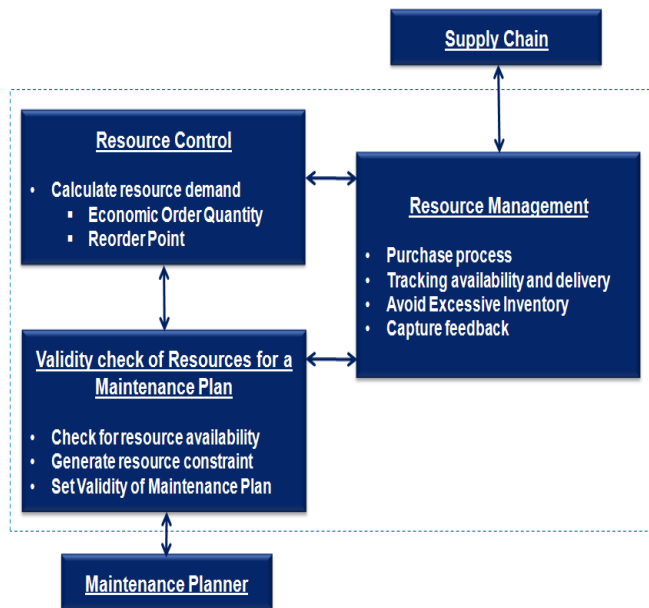 Supply Chain
Resource Control
• Calculate resource demand
▪ Economic Order Quantity
▪ Reorder Point
Resource Management
• Purchase process
• Tracking availability and delivery
• Avoid Excessive Inventory
• Capture feedback
Validity check of Resources for a
Maintenance Plan
• Check for resource availability
• Generate resource constraint
• Set Validity of Maintenance Plan
Maintenance Planner